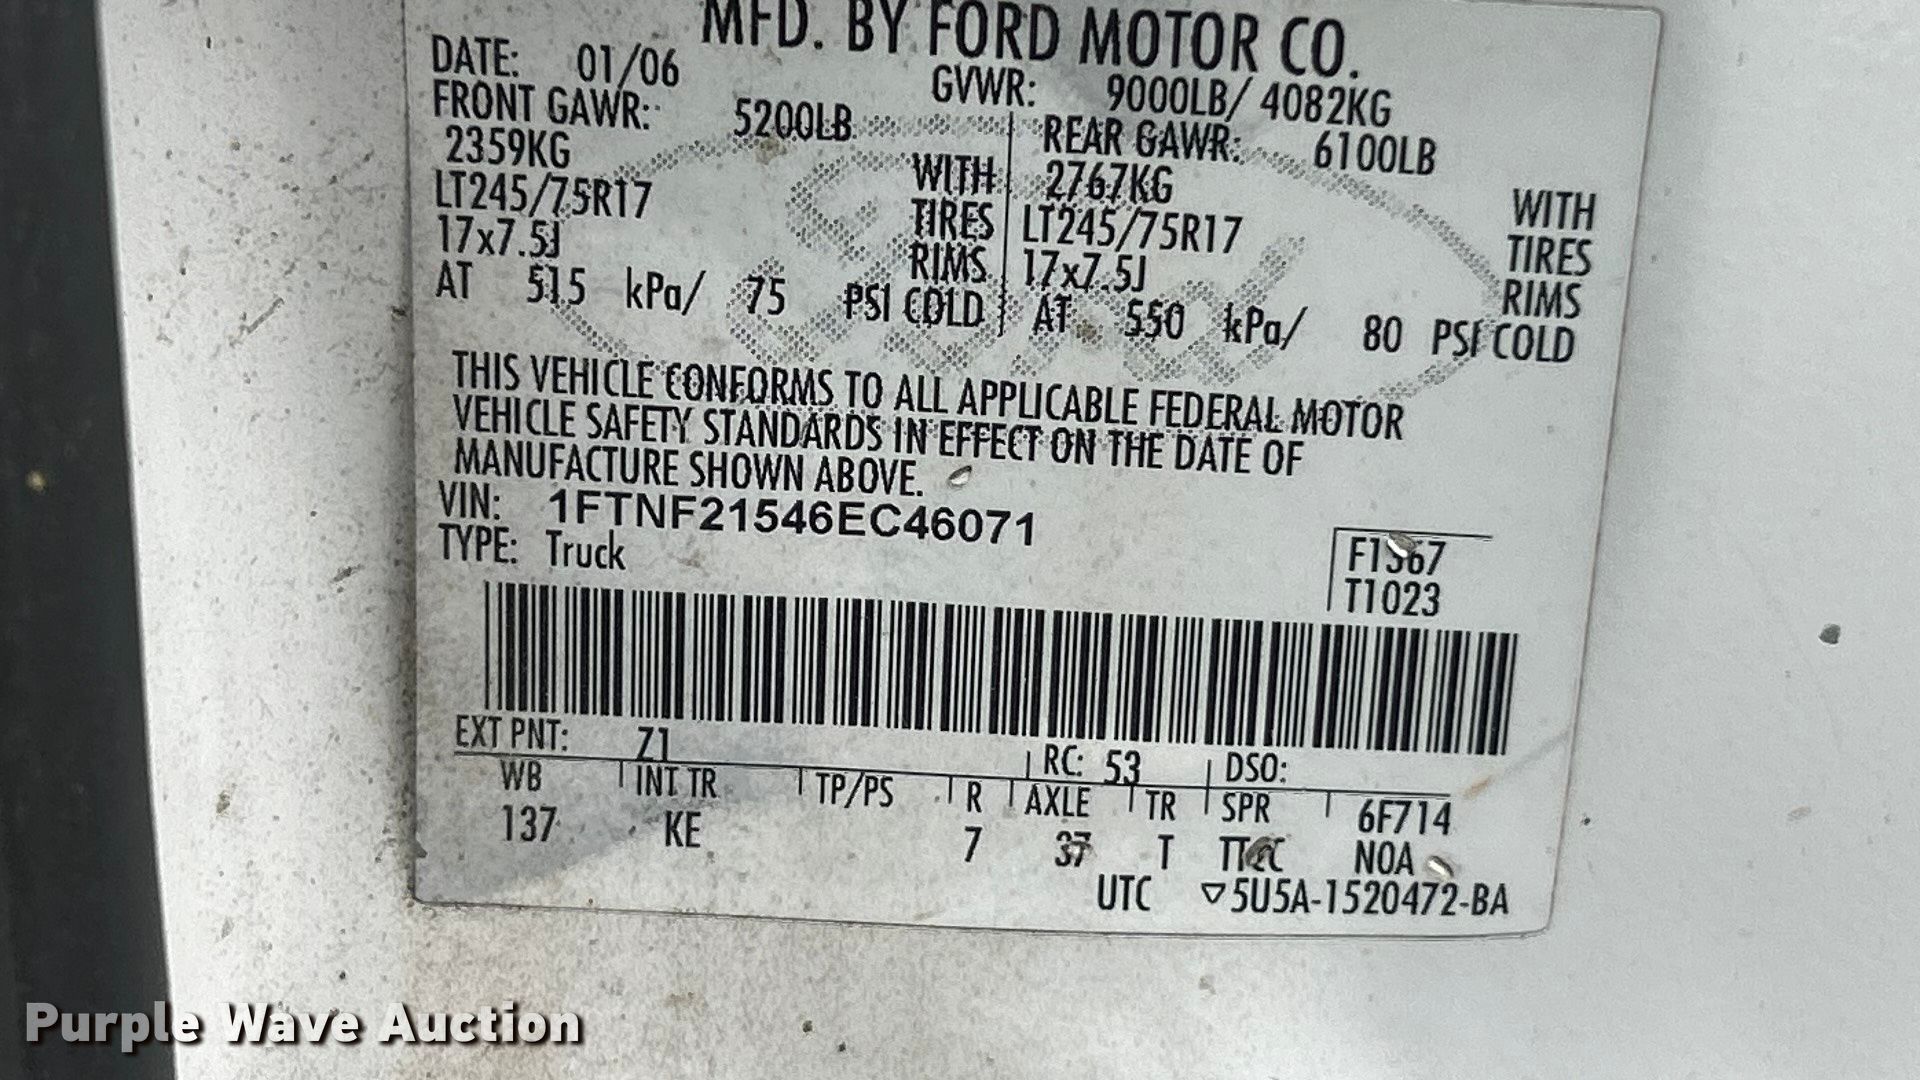 MFD. BY FORD MOTOR CO.
DATE: 01/06 GVWR: 9000LB/ 4082KG
FRONT GAWR: 5200LB REAR GAWR: 6100LB
2359KG WITH 2767KG WITH
LT245/75R17 TIRES LT245/75R17 TIRES
17x7.5J RIMS 17x7.5J RIMS
AT 515 kPa/ 75 PSI COLD AT 550 kPa/ 80 PSI COLD
THIS VEHICLE CONFORMS TO ALL APPLICABLE FEDERAL MOTOR
VEHICLE SAFETY STANDARDS IN EFFECT ON THE DATE OF
MANUFACTURE SHOWN ABOVE.
VIN: 1FTNF21546EC46071
TYPE: Truck
F1367
T1023
EXT PNT: Z1 RC: 53 DSO:
WB INT TR TP/PS R AXLE TR SPR 6F714
137 KE 7 37 T NOA
UTC ▽5U5A-1520472-BA
Purple Wave Auction